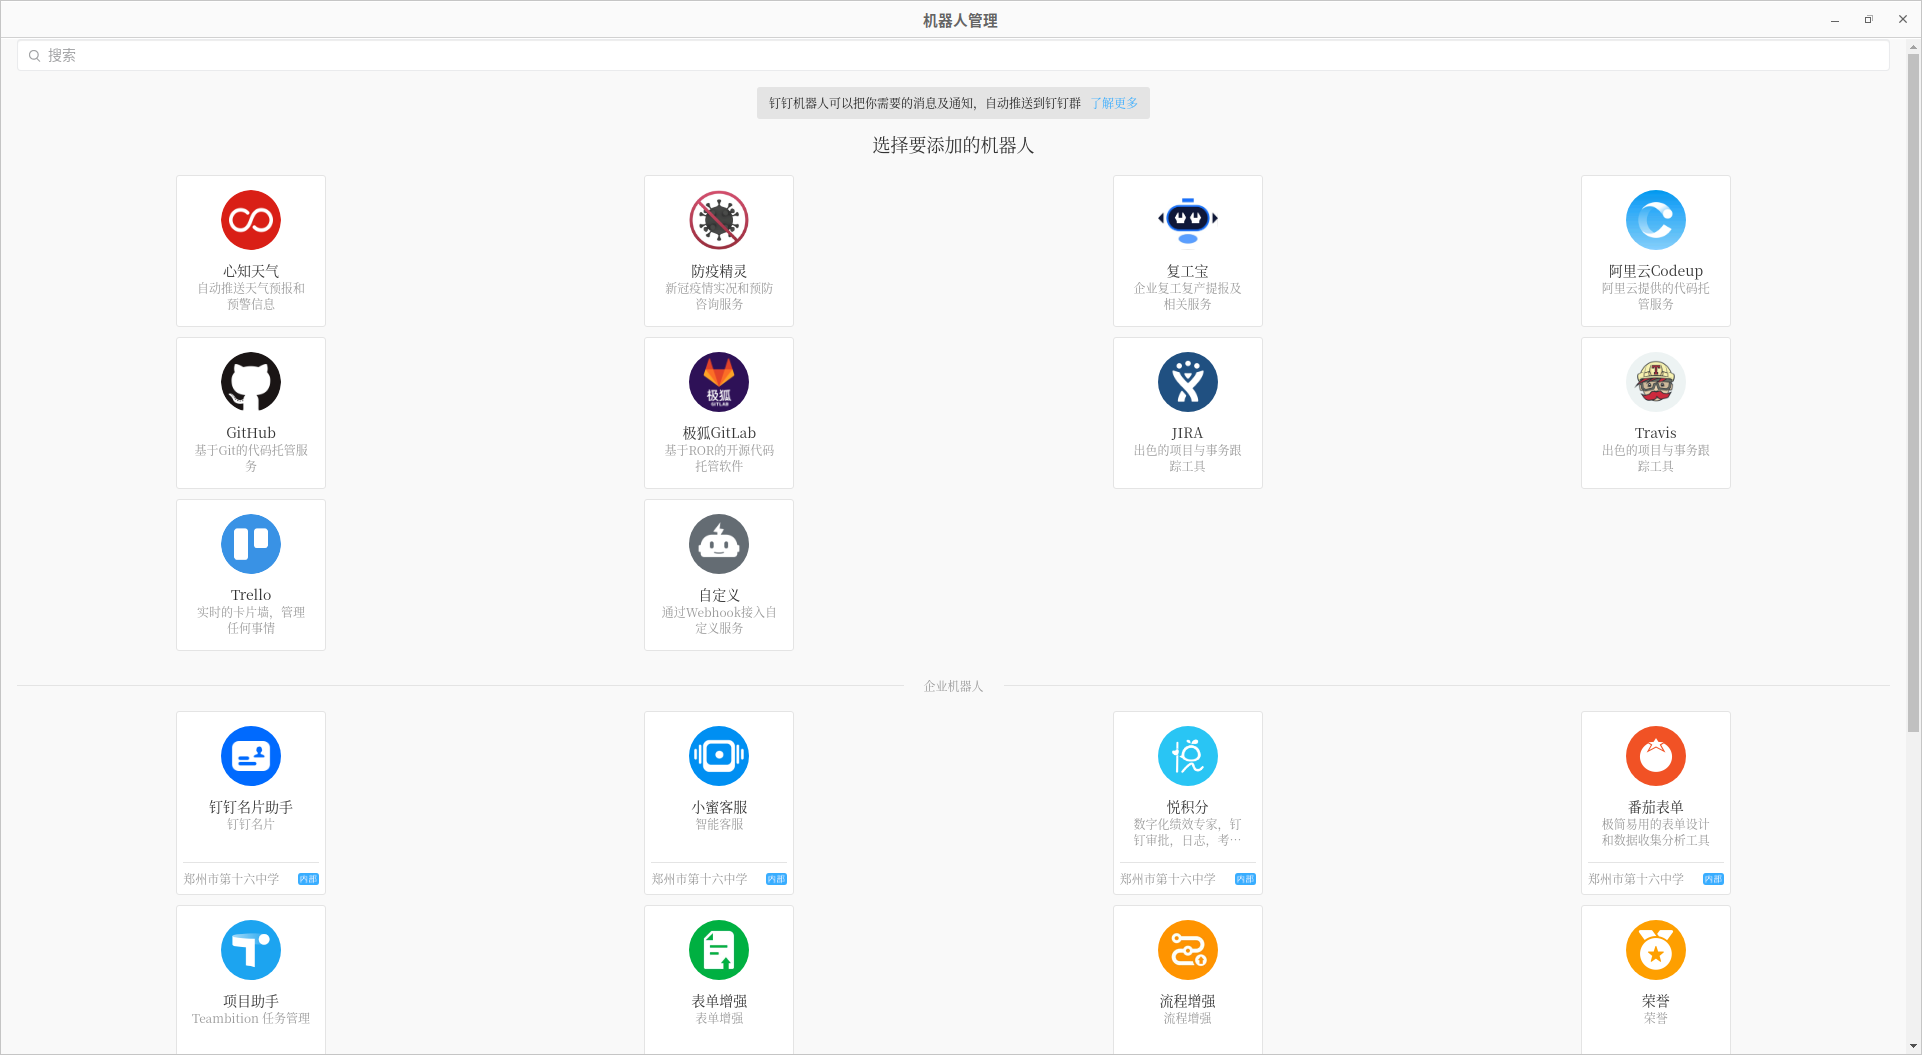 机器人管理
搜索
钉钉机器人可以把你需要的消息及通知，自动推送到钉钉群 了解更多
选择要添加的机器人
心知天气
自动推送天气预报和
预警信息
防疫精灵
新冠疫情实况和预防
咨询服务
复工宝
企业复工复产提报及
相关服务
阿里云Codeup
阿里云提供的代码托
管服务
GitHub
基于Git的代码托管服
务
极狐
GITLAB
极狐GitLab
基于ROR的开源代码
托管软件
JIRA
出色的项目与事务跟
踪工具
T
Travis
出色的项目与事务跟
踪工具
Trello
实时的卡片墙，管理
任何事情
自定义
通过Webhook接入自
定义服务
企业机器人
钉钉名片助手
钉钉名片
郑州市第十六中学 内部
小蜜客服
智能客服
郑州市第十六中学 内部
悦积分
数字化绩效专家，钉
钉审批，日志，考…
郑州市第十六中学 内部
番茄表单
极简易用的表单设计
和数据收集分析工具
郑州市第十六中学 内部
项目助手
Teambition 任务管理
表单增强
表单增强
流程增强
流程增强
荣誉
荣誉